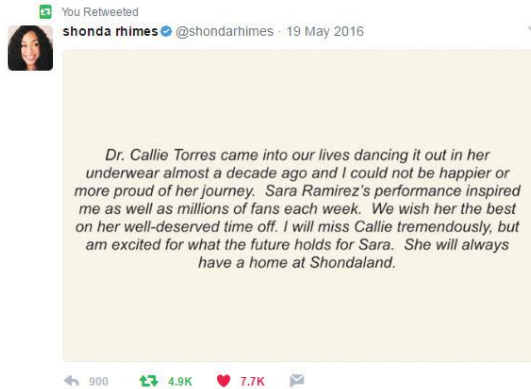 You Retweeted
shonda rhimes @shondarhimes · 19 May 2016
Dr. Callie Torres came into our lives dancing it out in her
underwear almost a decade ago and I could not be happier or
more proud of her journey. Sara Ramirez's performance inspired
me as well as millions of fans each week. We wish her the best
on her well-deserved time off. I will miss Callie tremendously, but
am excited for what the future holds for Sara. She will always
have a home at Shondaland.
900 4.9K 7.7K